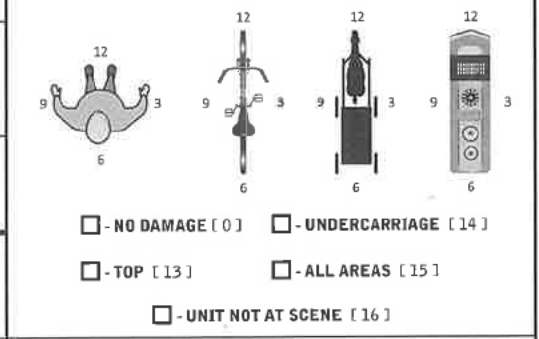 12 12 12
12
9 3 9 3 9 3 9 3
6
6 6 6
- NO DAMAGE [ 0 ] - UNDERCARRIAGE [ 14 ]
- TOP [ 13 ] - ALL AREAS [ 15 ]
- UNIT NOT AT SCENE [ 16 ]